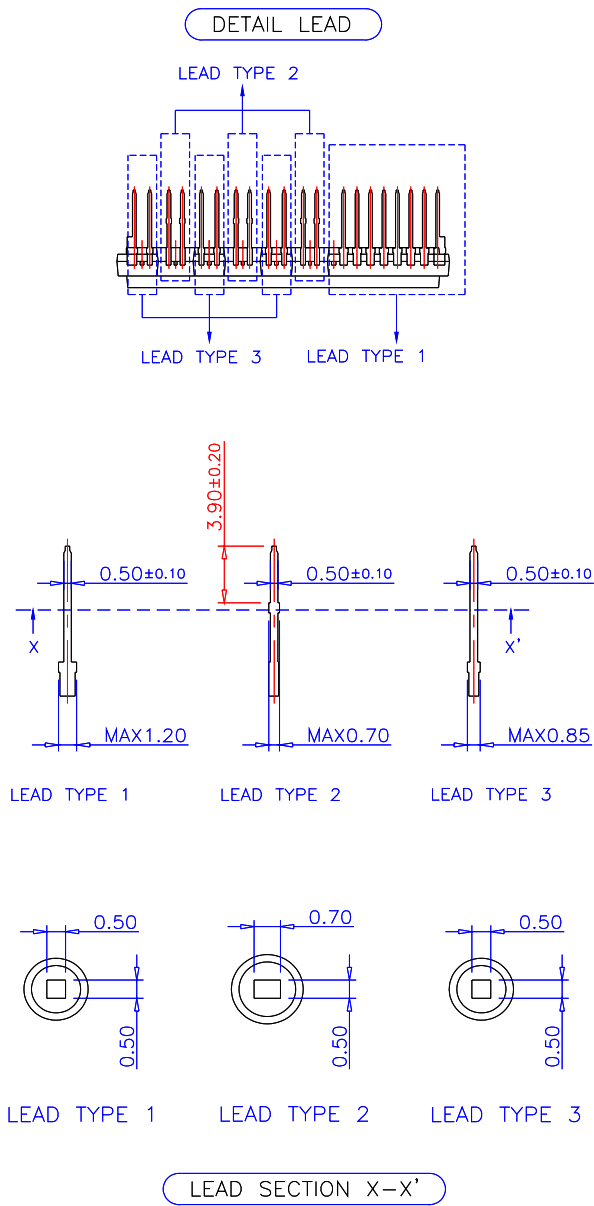 DETAIL LEAD
LEAD TYPE 2
LEAD TYPE 3
LEAD TYPE 1
3.90±0.20
0.50±0.10
0.50±0.10
0.50±0.10
X
X'
MAX1.20
MAX0.70
MAX0.85
LEAD TYPE 1
LEAD TYPE 2
LEAD TYPE 3
0.50
0.70
0.50
0.50
0.50
0.50
LEAD TYPE 1
LEAD TYPE 2
LEAD TYPE 3
LEAD SECTION X-X'